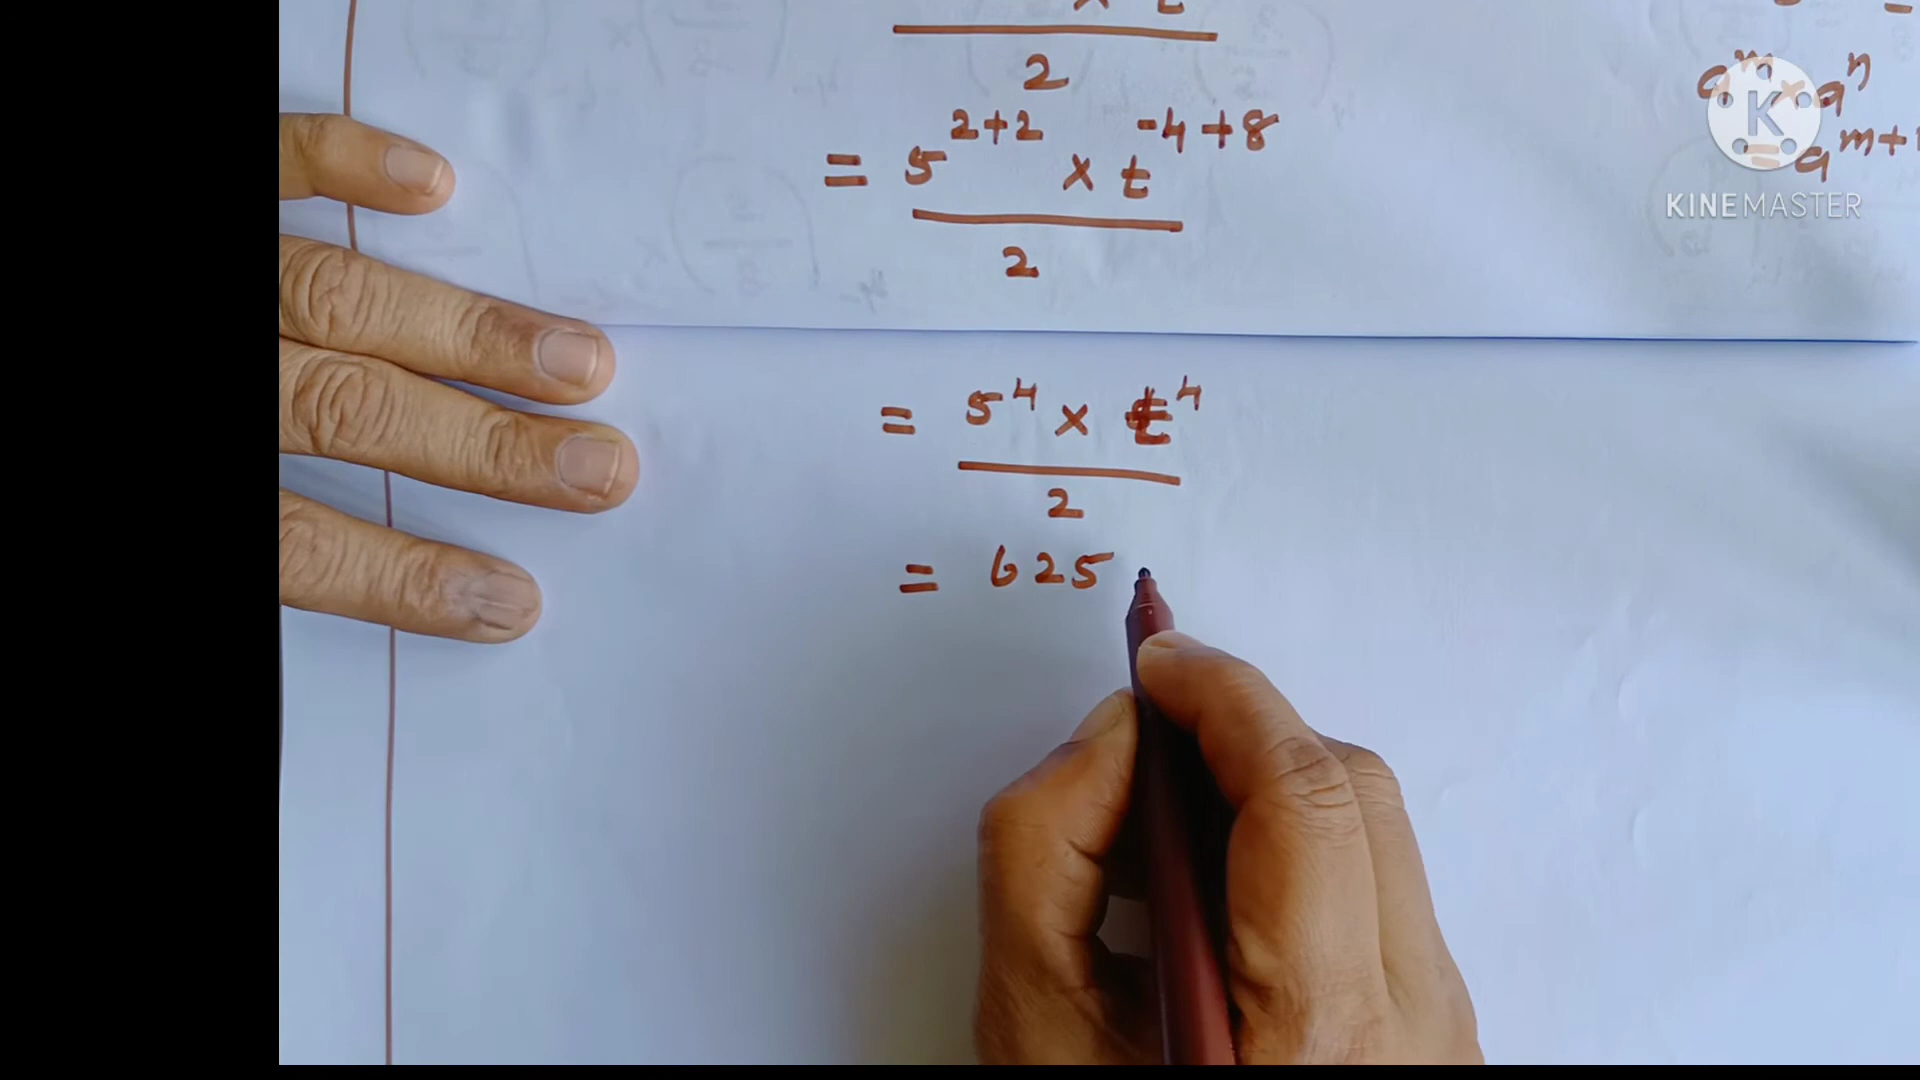 2
= 5^{2+2} × t^{-4+8}
2
a^m × a^n
= a^{m+
KINEMASTER
= 5^4 × t^4
2
= 625